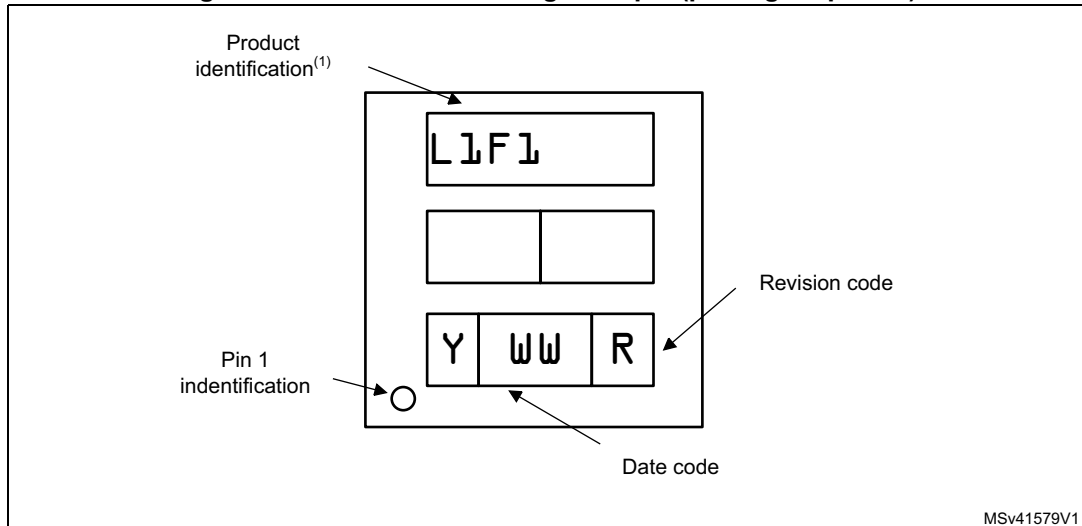 Product
identification(1)
L1F1
Revision code
Y WW R
Pin 1
indentification
Date code
MSv41579V1